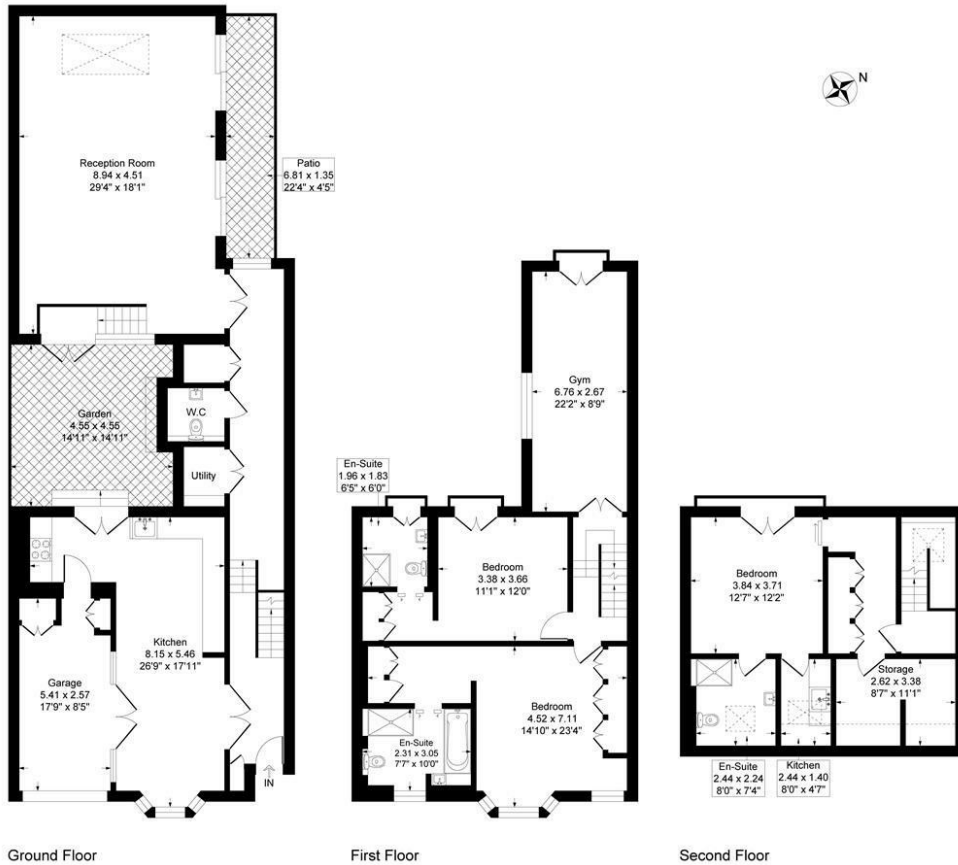 N
Reception Room
8.94 x 4.51
29'4" x 18'1"
Patio
6.81 x 1.35
22'4" x 4'5"
Garden
4.55 x 4.55
14'11" x 14'11"
W.C
Utility
Kitchen
8.15 x 5.46
26'9" x 17'11"
Garage
5.41 x 2.57
17'9" x 8'5"
IN
Ground Floor
Gym
6.76 x 2.67
22'2" x 8'9"
En-Suite
1.96 x 1.83
6'5" x 6'0"
Bedroom
3.38 x 3.66
11'1" x 12'0"
Bedroom
4.52 x 7.11
14'10" x 23'4"
En-Suite
2.31 x 3.05
7'7" x 10'0"
First Floor
Bedroom
3.84 x 3.71
12'7" x 12'2"
Storage
2.62 x 3.38
8'7" x 11'1"
En-Suite
2.44 x 2.24
8'0" x 7'4"
Kitchen
2.44 x 1.40
8'0" x 4'7"
Second Floor